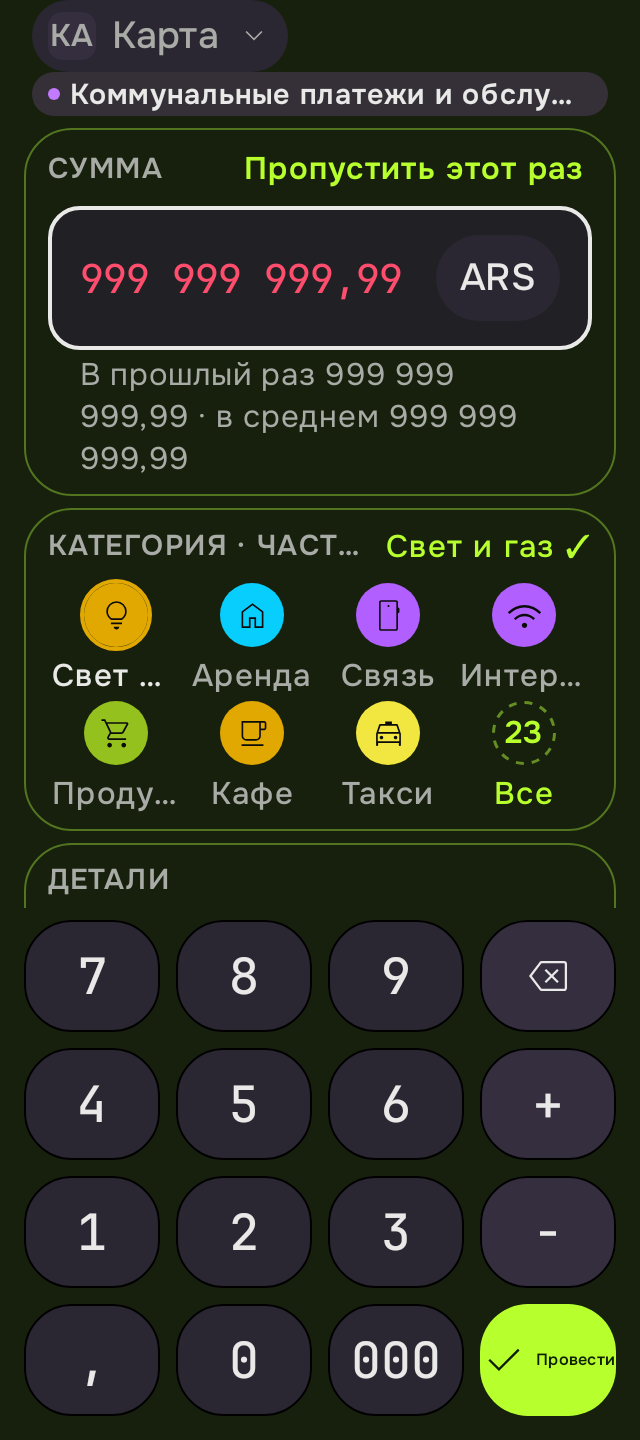 КА Карта
Коммунальные платежи и обслу...
СУММА Пропустить этот раз
999 999 999,99 ARS
В прошлый раз 999 999
999,99 · в среднем 999 999
999,99
КАТЕГОРИЯ · ЧАСТ... Свет и газ ✓
Свет ... Аренда Связь Интер...
23
Проду... Кафе Такси Все
ДЕТАЛИ
7 8 9
4 5 6 +
1 2 3 -
, 0 000 Провести